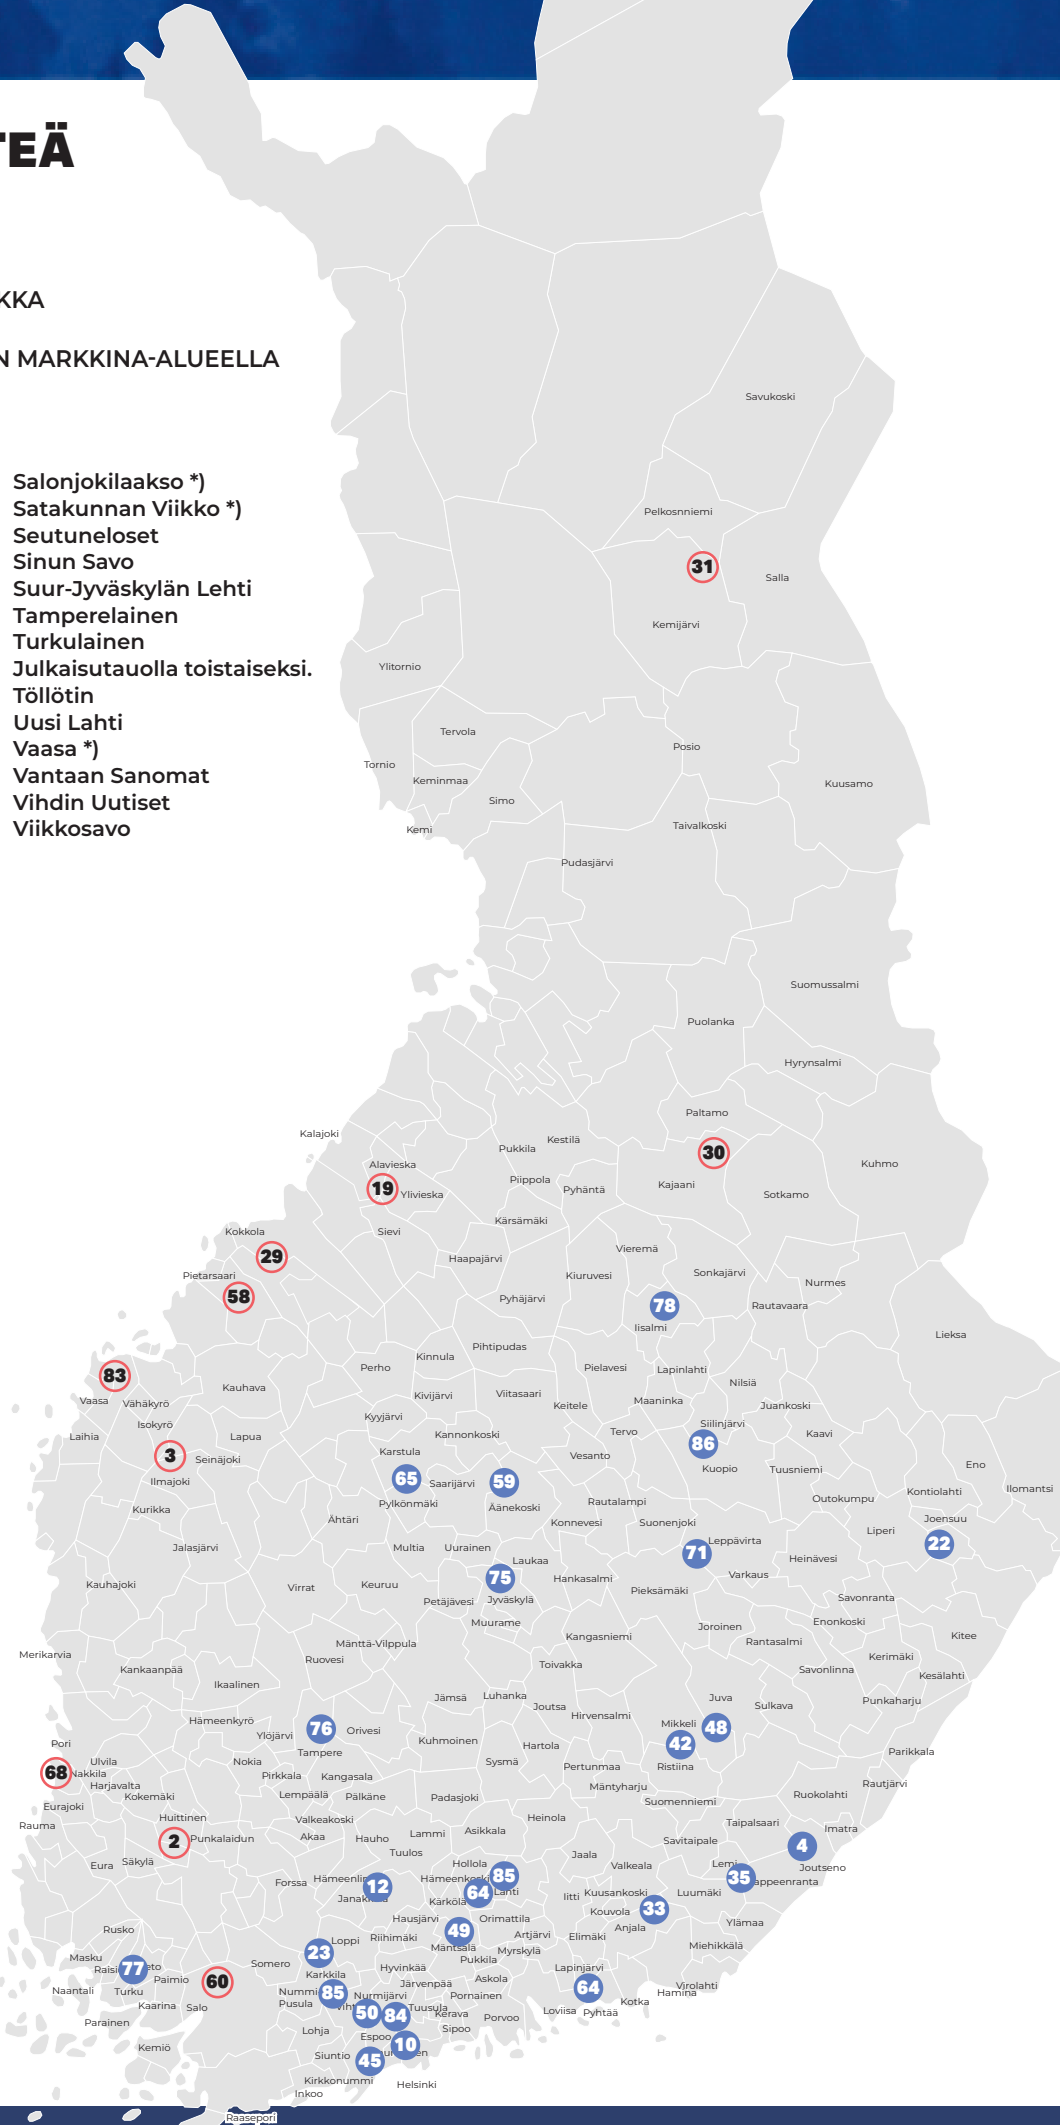 TEÄ
KKA
N MARKKINA-ALUEELLA
Salonjokilaakso *)
Satakunnan Viikko *)
Seutuneloset
Sinun Savo
Suur-Jyväskylän Lehti
Tamperelainen
Turkulainen
Julkaisutauolla toistaiseksi.
Töllötin
Uusi Lahti
Vaasa *)
Vantaan Sanomat
Vihdin Uutiset
Viikkosavo
Savukoski
Pelkosnniemi
31
Salla
Kemijärvi
Ylitornio
Tervola
Posio
Tornio
Keminmaa
Kuusamo
Simo
Kemi
Taivalkoski
Pudasjärvi
Suomussalmi
Puolanka
Hyrynsalmi
Paltamo
Kalajoki
Kestilä
Pukkila
30
Alavieska
Kuhmo
Piippola
19
Ylivieska
Pyhäntä
Kajaani
Sotkamo
Kärsämäki
Kokkola
Sievi
29
Haapajärvi
Vieremä
Pietarsaari
Kiuruvesi
Sonkajärvi
Nurmes
58
Pyhäjärvi
78
Rautavaara
Iisalmi
Lieksa
Pihtipudas
Kinnula
Perho
Pielavesi
Lapinlahti
83
Nilsiä
Kauhava
Kivijärvi
Viitasaari
Vaasa
Vähäkyrö
Keitele
Maaninka
Juankoski
Kyyjärvi
Isokyrö
Siilinjärvi
Laihia
Lapua
Kannonkoski
Tervo
Kaavi
86
3
Seinäjoki
Karstula
Vesanto
Kuopio
Tuusniemi
Eno
Ilmajoki
65
Saarijärvi
59
Kontiolahti
Ilomantsi
Pylkönmäki
Äänekoski
Rautalampi
Outokumpu
Kurikka
Ähtäri
Konnevesi
Suonenjoki
Joensuu
Liperi
22
Jalasjärvi
Multia
Uurainen
Leppävirta
71
Laukaa
Heinävesi
75
Hankasalmi
Varkaus
Kauhajoki
Virrat
Keuruu
Pieksämäki
Petäjävesi
Jyväskylä
Savonranta
Muurame
Joroinen
Enonkoski
Kangasniemi
Rantasalmi
Kitee
Merikarvia
Mänttä-Vilppula
Ruovesi
Kerimäki
Kankaanpää
Toivakka
Savonlinna
Kesälahti
Ikaalinen
Jämsä
Luhanka
Joutsa
Juva
Sulkava
Punkaharju
Hämeenkyrö
Hirvensalmi
Mikkeli
48
Ylöjärvi
76
Orivesi
Kuhmoinen
Hartola
42
Pori
Tampere
Parikkala
Ulvila
Nokia
Sysmä
Pertunmaa
Ristiina
68
Nakkila
Pirkkala
Kangasala
Rautjärvi
Harjavalta
Mäntyharju
Kokemäki
Lempäälä
Pälkäne
Padasjoki
Suomenniemi
Ruokolahti
Eurajoki
Huittinen
Valkeakoski
Heinola
Taipalsaari
Rauma
2
Punkalaidun
Akaa
Hauho
Lammi
Asikkala
Savitaipale
Imatra
4
Tuulos
Jaala
Eura
Säkylä
Hollola
Valkeala
Lemi
Joutseno
Forssa
12
Hämeenkoski
85
35
Kärkölä
64
Lahti
Iitti
Kuusankoski
Luumäki
Hausjärvi
Orimattila
Kouvola
33
Rusko
Loppi
Riihimäki
49
Artjärvi
Elimäki
Anjala
Ylämaa
23
Mäntsälä
Myrskylä
Miehikkälä
Masku
77
Somero
Karkkila
Hyvinkää
Pukkila
Lapinjärvi
Paimio
60
Järvenpää
Askola
Naantali
Turku
85
Nurmijärvi
Pornainen
64
Virolahti
Hamina
Kaarina
Salo
Pusula
50
84
Tuusula
Kerava
Porvoo
Loviisa
Pyhtää
Kotka
Parainen
Lohja
Espoo
Sipoo
10
Kemiö
Siuntio
45
Kirkkonummi
Helsinki
Inkoo
Raasepori